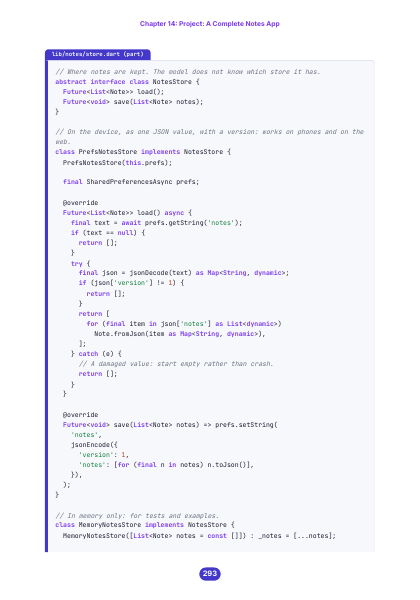 Chapter 14: Project: A Complete Notes App
lib/notes/store.dart (part)
// Where notes are kept. The model does not know which store it has.
abstract interface class NotesStore {
  Future<List<Note>> load();
  Future<void> save(List<Note> notes);
}

// On the device, as one JSON value, with a version: works on phones and on the
web.
class PrefsNotesStore implements NotesStore {
  PrefsNotesStore(this.prefs);

  final SharedPreferencesAsync prefs;

  @override
  Future<List<Note>> load() async {
    final text = await prefs.getString('notes');
    if (text == null) {
      return [];
    }
    try {
      final json = jsonDecode(text) as Map<String, dynamic>;
      if (json['version'] != 1) {
        return [];
      }
      return [
        for (final item in json['notes'] as List<dynamic>)
          Note.fromJson(item as Map<String, dynamic>),
      ];
    } catch (e) {
      // A damaged value: start empty rather than crash.
      return [];
    }
  }

  @override
  Future<void> save(List<Note> notes) => prefs.setString(
    'notes',
    jsonEncode({
      'version': 1,
      'notes': [for (final n in notes) n.toJson()],
    }),
  );
}

// In memory only: for tests and examples.
class MemoryNotesStore implements NotesStore {
  MemoryNotesStore([List<Note> notes = const []]) : _notes = [...notes];
293